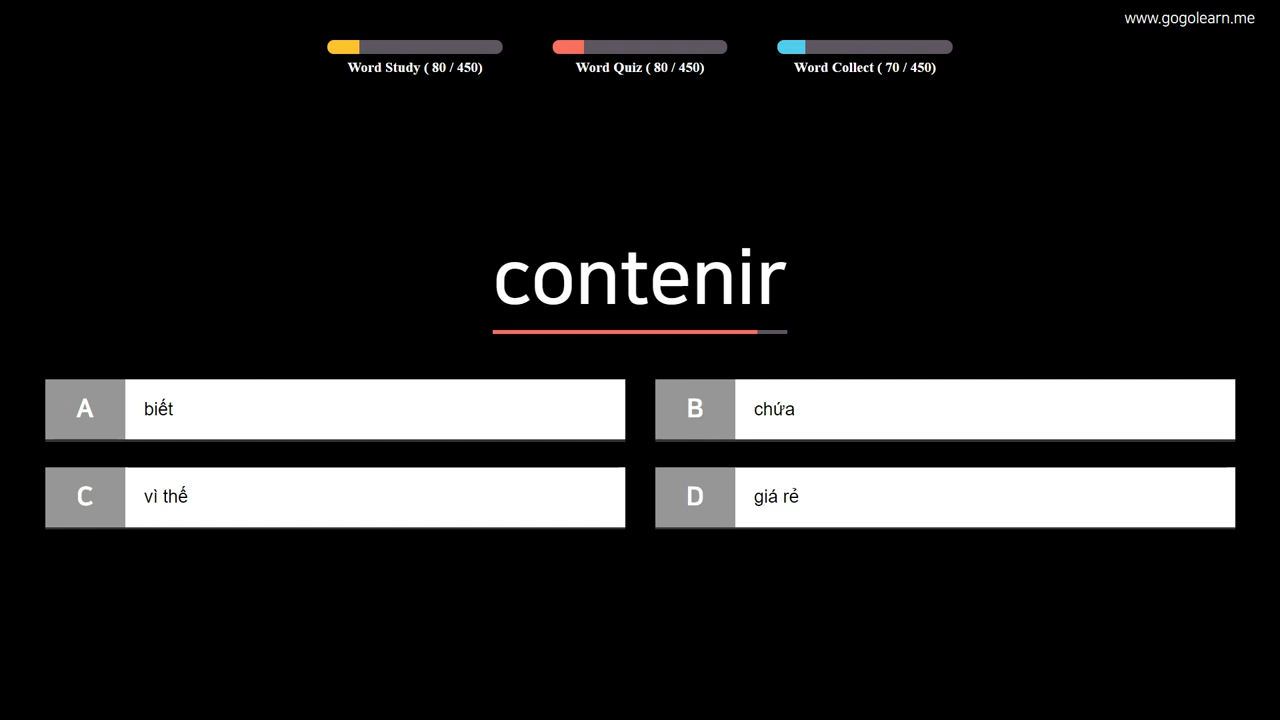 www.gogolearn.me
Word Study ( 80 / 450)
Word Quiz ( 80 / 450)
Word Collect ( 70 / 450)
contenir
A biết
B chứa
C vì thế
D giá rẻ